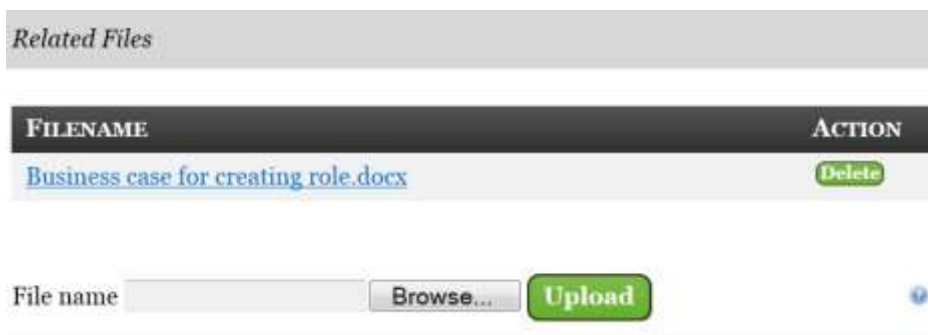 Related Files
FILENAME ACTION
Business case for creating role.docx Delete
File name Browse... Upload